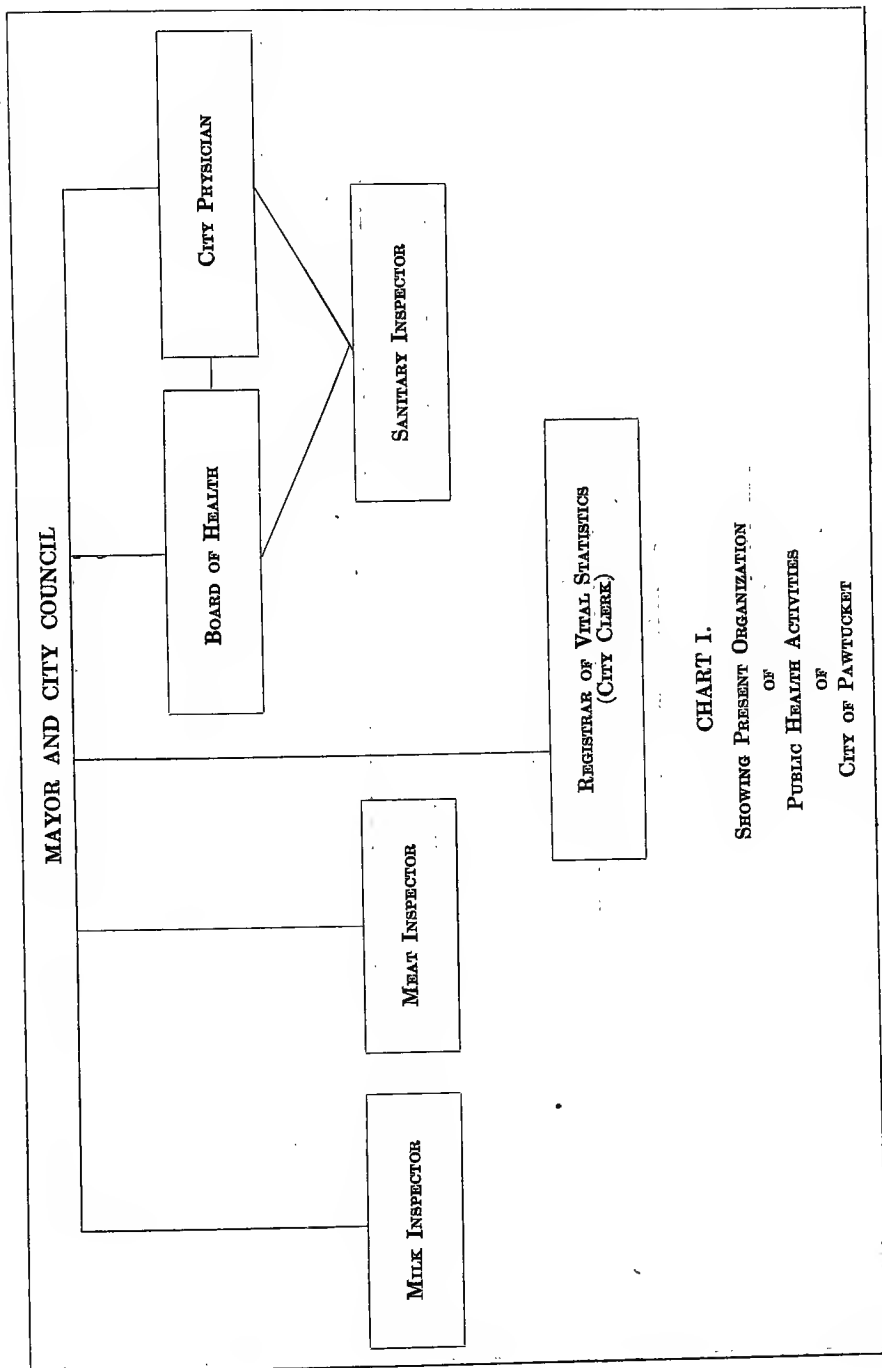 MAYOR AND CITY COUNCIL
MILK INSPECTOR
MEAT INSPECTOR
BOARD OF HEALTH
CITY PHYSICIAN
SANITARY INSPECTOR
REGISTRAR OF VITAL STATISTICS
(CITY CLERK)
CHART I.
SHOWING PRESENT ORGANIZATION
OF
PUBLIC HEALTH ACTIVITIES
OF
CITY OF PAWTUCKET